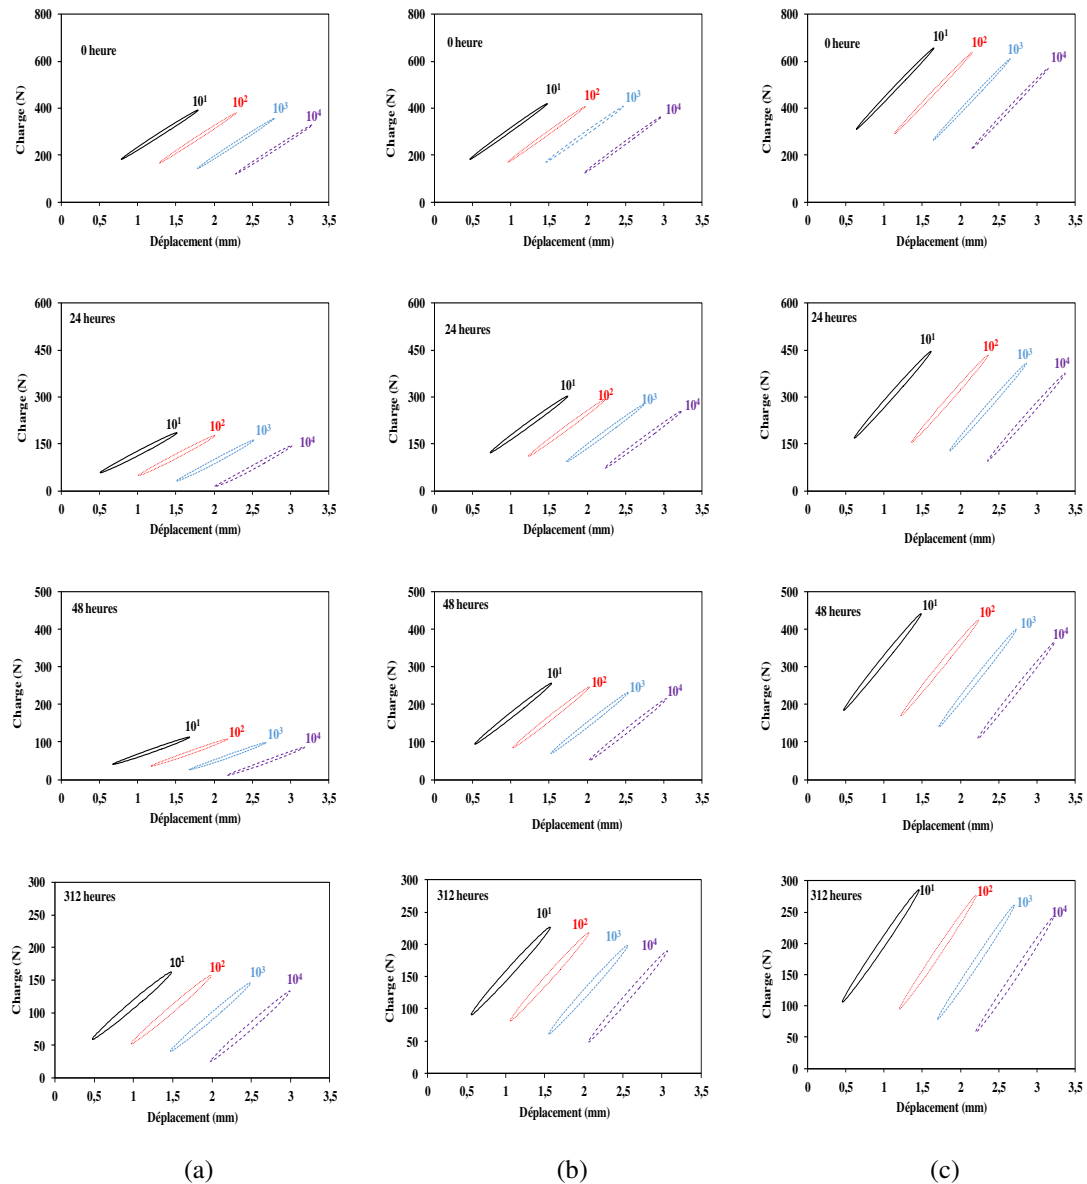 800
600
400
200
0
Charge (N)
0 heure
10¹
10²
10³
10⁴
0 0,5 1 1,5 2 2,5 3 3,5
Déplacement (mm)
800
600
400
200
0
Charge (N)
0 heure
10¹
10²
10³
10⁴
0 0,5 1 1,5 2 2,5 3 3,5
Déplacement (mm)
800
600
400
200
0
Charge (N)
0 heure
10¹
10²
10³
10⁴
0 0,5 1 1,5 2 2,5 3 3,5
Déplacement (mm)
600
450
300
150
0
Charge (N)
24 heures
10¹
10²
10³
10⁴
0 0,5 1 1,5 2 2,5 3 3,5
Déplacement (mm)
600
450
300
150
0
Charge (N)
24 heures
10¹
10²
10³
10⁴
0 0,5 1 1,5 2 2,5 3 3,5
Déplacement (mm)
600
450
300
150
0
Charge (N)
24 heures
10¹
10²
10³
10⁴
0 0,5 1 1,5 2 2,5 3 3,5
Déplacement (mm)
500
400
300
200
100
0
Charge (N)
48 heures
10¹
10²
10³
10⁴
0 0,5 1 1,5 2 2,5 3 3,5
Déplacement (mm)
500
400
300
200
100
0
Charge (N)
48 heures
10¹
10²
10³
10⁴
0 0,5 1 1,5 2 2,5 3 3,5
Déplacement (mm)
500
400
300
200
100
0
Charge (N)
48 heures
10¹
10²
10³
10⁴
0 0,5 1 1,5 2 2,5 3 3,5
Déplacement (mm)
300
250
200
150
100
50
0
Charge (N)
312 heures
10¹
10²
10³
10⁴
0 0,5 1 1,5 2 2,5 3 3,5
Déplacement (mm)
300
250
200
150
100
50
0
Charge (N)
312 heures
10¹
10²
10³
10⁴
0 0,5 1 1,5 2 2,5 3 3,5
Déplacement (mm)
300
250
200
150
100
50
0
Charge (N)
312 heures
10¹
10²
10³
10⁴
0 0,5 1 1,5 2 2,5 3 3,5
Déplacement (mm)
(a) (b) (c)